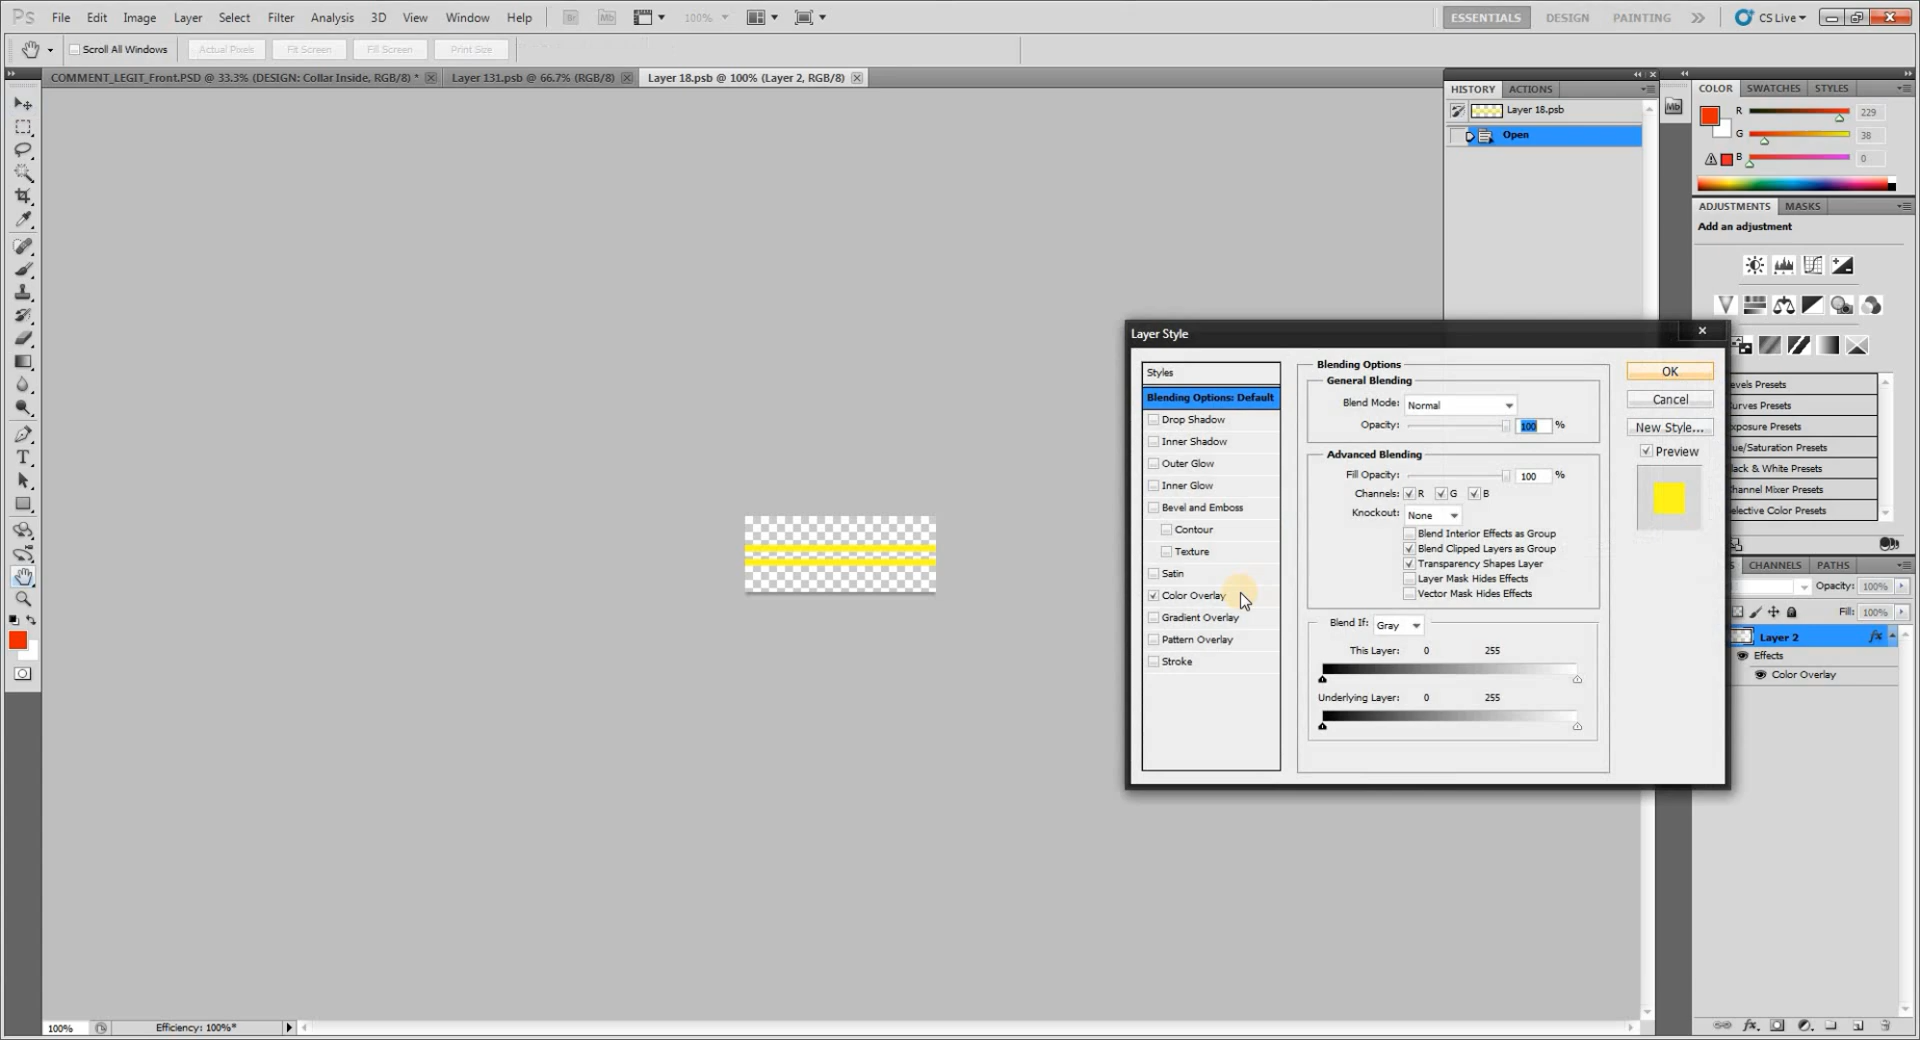 Ps File Edit Image Layer Select Filter Analysis 3D View Window Help Br Mb 100% ESSENTIALS DESIGN PAINTING CS Live
Scroll All Windows Actual Pixels Fit Screen Fill Screen Print Size
COMMENT_LEGIT_Front.PSD @ 33.3% (DESIGN: Collar Inside, RGB/8) * Layer 131.psb @ 66.7% (RGB/8) Layer 18.psb @ 100% (Layer 2, RGB/8)
HISTORY ACTIONS
Layer 18.psb
Open
Mb
COLOR SWATCHES STYLES
R 229
G 38
B 0
ADJUSTMENTS MASKS
Add an adjustment
evels Presets
urves Presets
xposure Presets
ue/Saturation Presets
lack & White Presets
hannel Mixer Presets
elective Color Presets
S CHANNELS PATHS
Opacity: 100%
Fill: 100%
Layer 2 fx
Effects
Color Overlay
Layer Style
Styles
Blending Options: Default
Drop Shadow
Inner Shadow
Outer Glow
Inner Glow
Bevel and Emboss
Contour
Texture
Satin
Color Overlay
Gradient Overlay
Pattern Overlay
Stroke
Blending Options
General Blending
Blend Mode: Normal
Opacity: 100 %
Advanced Blending
Fill Opacity: 100 %
Channels: R G B
Knockout: None
Blend Interior Effects as Group
Blend Clipped Layers as Group
Transparency Shapes Layer
Layer Mask Hides Effects
Vector Mask Hides Effects
Blend If: Gray
This Layer: 0 255
Underlying Layer: 0 255
OK
Cancel
New Style...
Preview
T
100% Efficiency: 100%*
fx